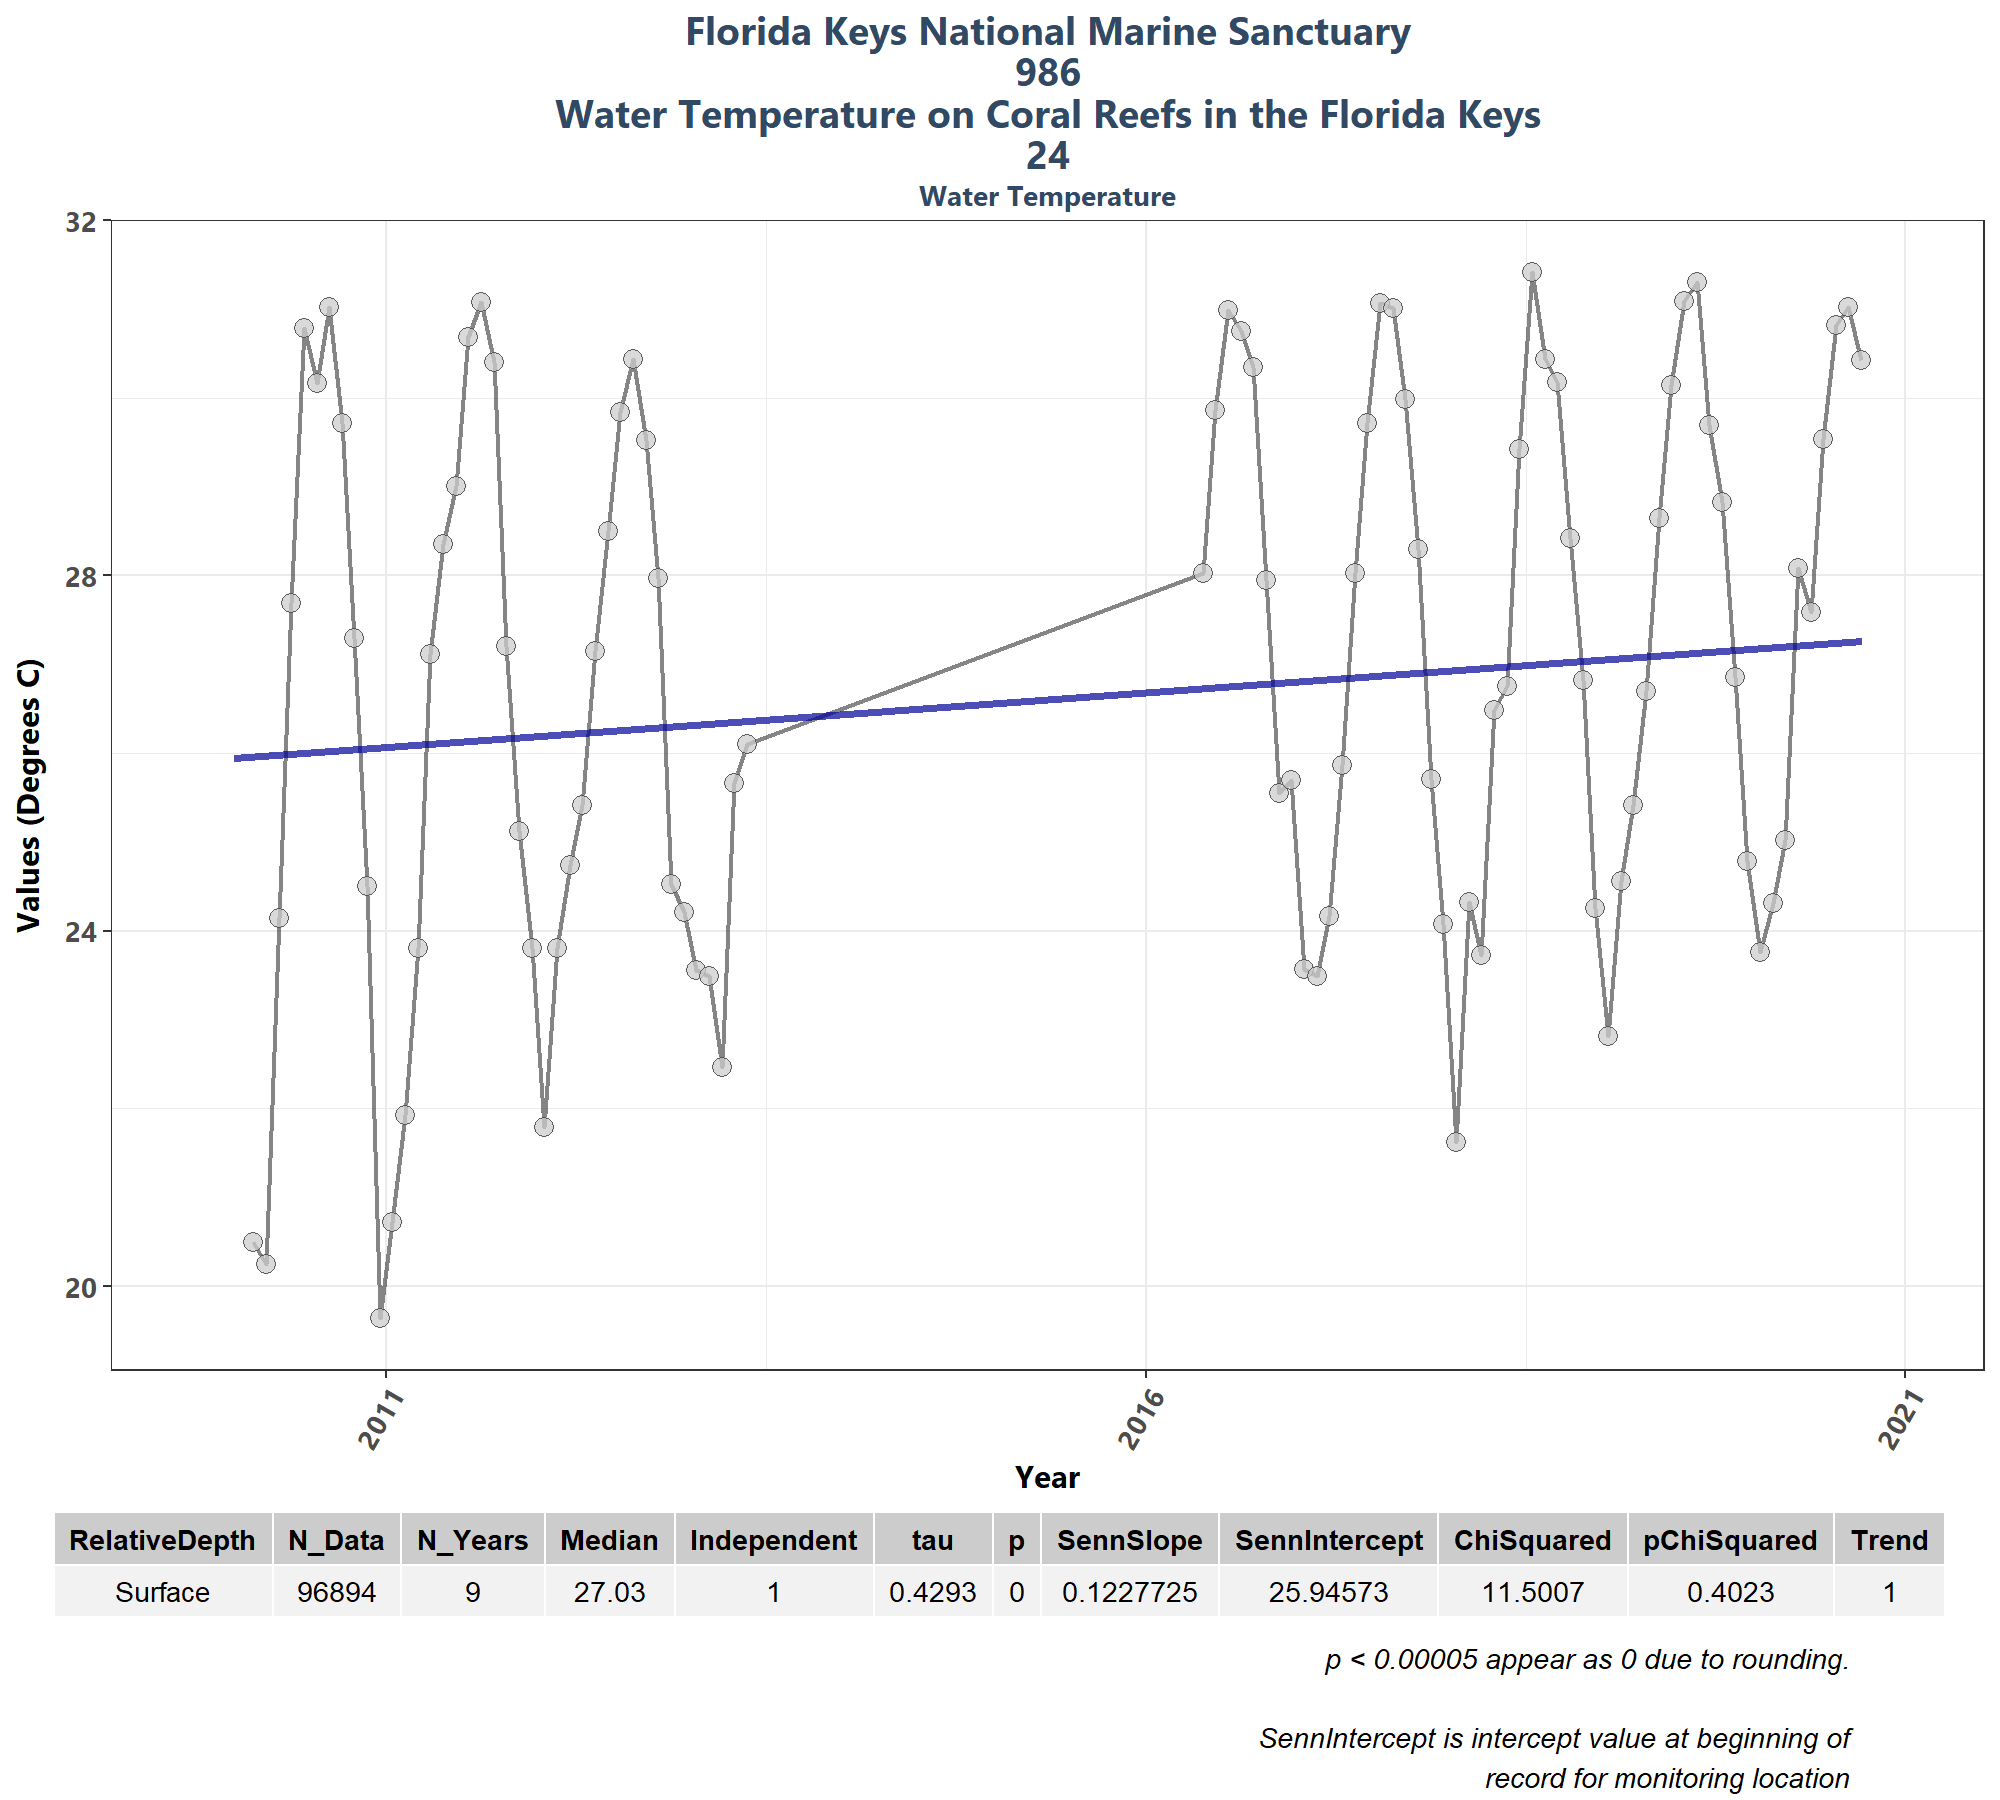 Florida Keys National Marine Sanctuary
986
Water Temperature on Coral Reefs in the Florida Keys
24
Water Temperature
32
28
24
20
Values (Degrees C)
2011
2016
2021
Year
RelativeDepth N_Data N_Years Median Independent tau p SennSlope SennIntercept ChiSquared pChiSquared Trend
Surface 96894 9 27.03 1 0.4293 0 0.1227725 25.94573 11.5007 0.4023 1
p < 0.00005 appear as 0 due to rounding.
SennIntercept is intercept value at beginning of
record for monitoring location